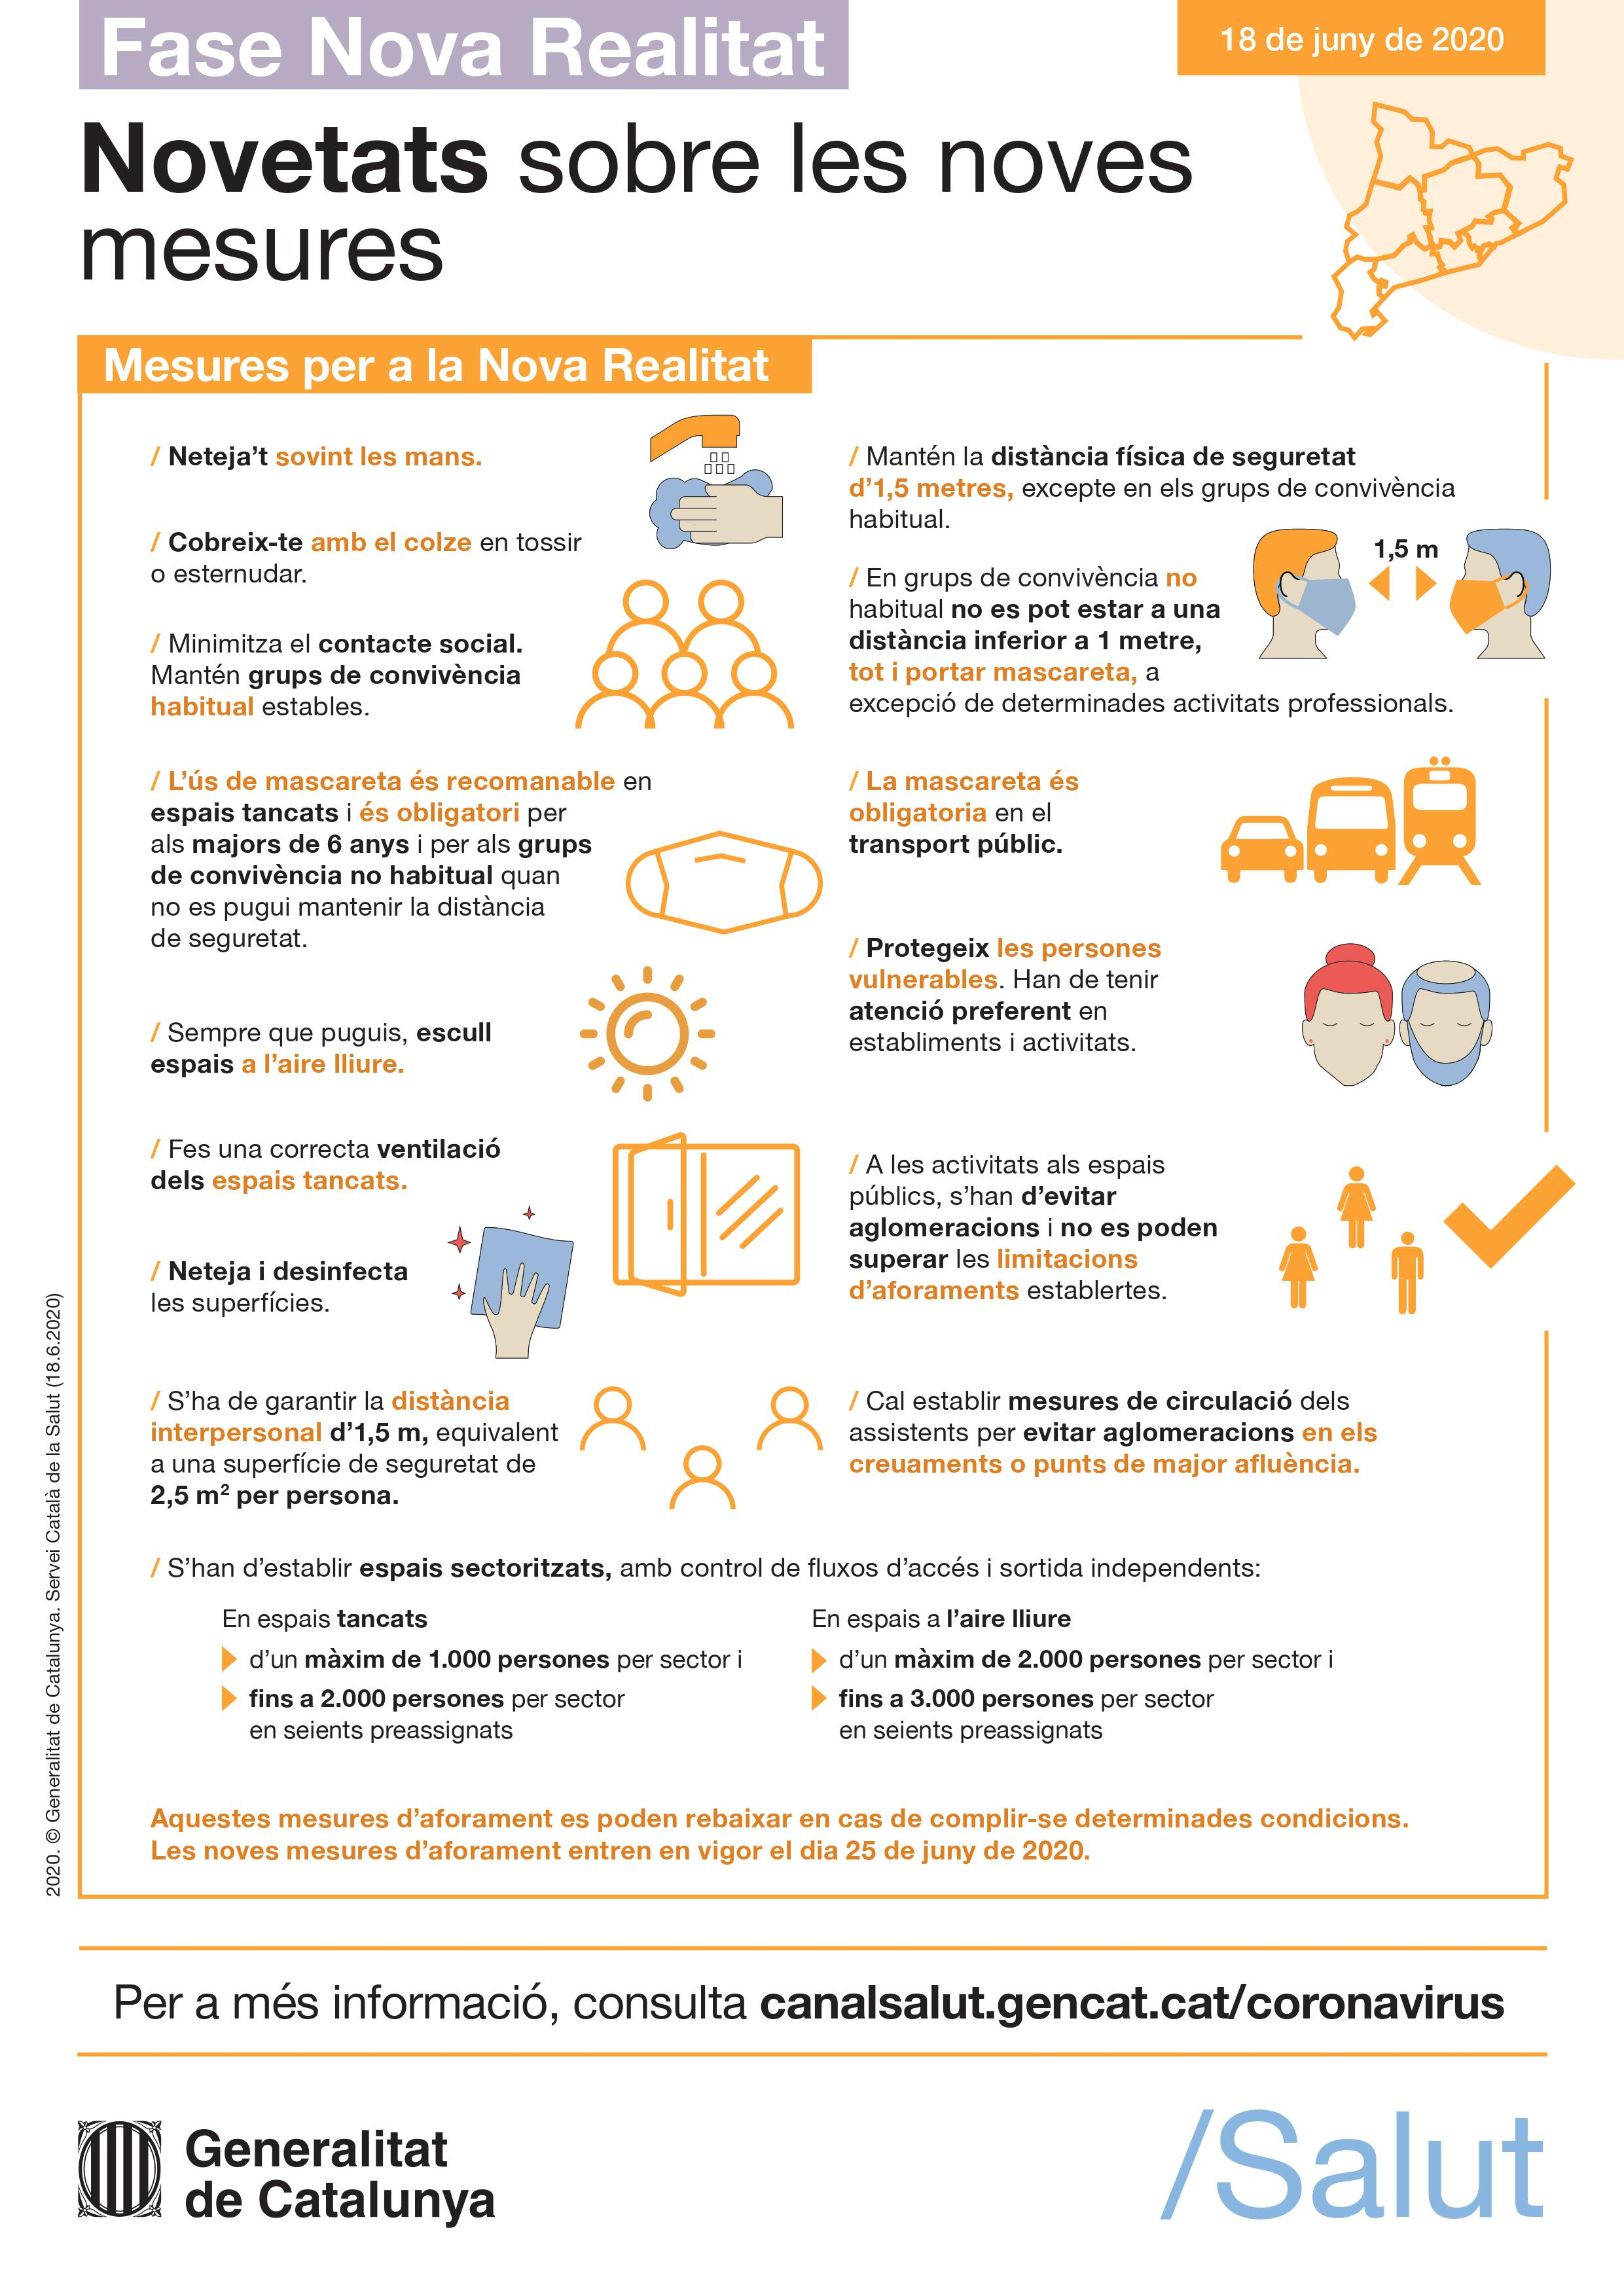 Fase Nova Realitat
18 de juny de 2020
Novetats sobre les noves
mesures
Mesures per a la Nova Realitat
/ Neteja’t sovint les mans.
/ Cobreix-te amb el colze en tossir
o esternudar.
/ Minimitza el contacte social.
Mantén grups de convivència
habitual estables.
/ L’ús de mascareta és recomanable en
espais tancats i és obligatori per
als majors de 6 anys i per als grups
de convivència no habitual quan
no es pugui mantenir la distància
de seguretat.
/ Sempre que puguis, escull
espais a l’aire lliure.
/ Fes una correcta ventilació
dels espais tancats.
/ Neteja i desinfecta
les superfícies.
/ S’ha de garantir la distància
interpersonal d’1,5 m, equivalent
a una superfície de seguretat de
2,5 m² per persona.
/ Mantén la distància física de seguretat
d’1,5 metres, excepte en els grups de convivència
habitual.
1,5 m
/ En grups de convivència no
habitual no es pot estar a una
distància inferior a 1 metre,
tot i portar mascareta, a
excepció de determinades activitats professionals.
/ La mascareta és
obligatoria en el
transport públic.
/ Protegeix les persones
vulnerables. Han de tenir
atenció preferent en
establiments i activitats.
/ A les activitats als espais
públics, s’han d’evitar
aglomeracions i no es poden
superar les limitacions
d’aforaments establertes.
/ Cal establir mesures de circulació dels
assistents per evitar aglomeracions en els
creuaments o punts de major afluència.
/ S’han d’establir espais sectoritzats, amb control de fluxos d’accés i sortida independents:
En espais tancats
d’un màxim de 1.000 persones per sector i
fins a 2.000 persones per sector
en seients preassignats
En espais a l’aire lliure
d’un màxim de 2.000 persones per sector i
fins a 3.000 persones per sector
en seients preassignats
Aquestes mesures d’aforament es poden rebaixar en cas de complir-se determinades condicions.
Les noves mesures d’aforament entren en vigor el dia 25 de juny de 2020.
2020. © Generalitat de Catalunya. Servei Català de la Salut (18.6.2020)
Per a més informació, consulta canalsalut.gencat.cat/coronavirus
Generalitat
de Catalunya
/Salut